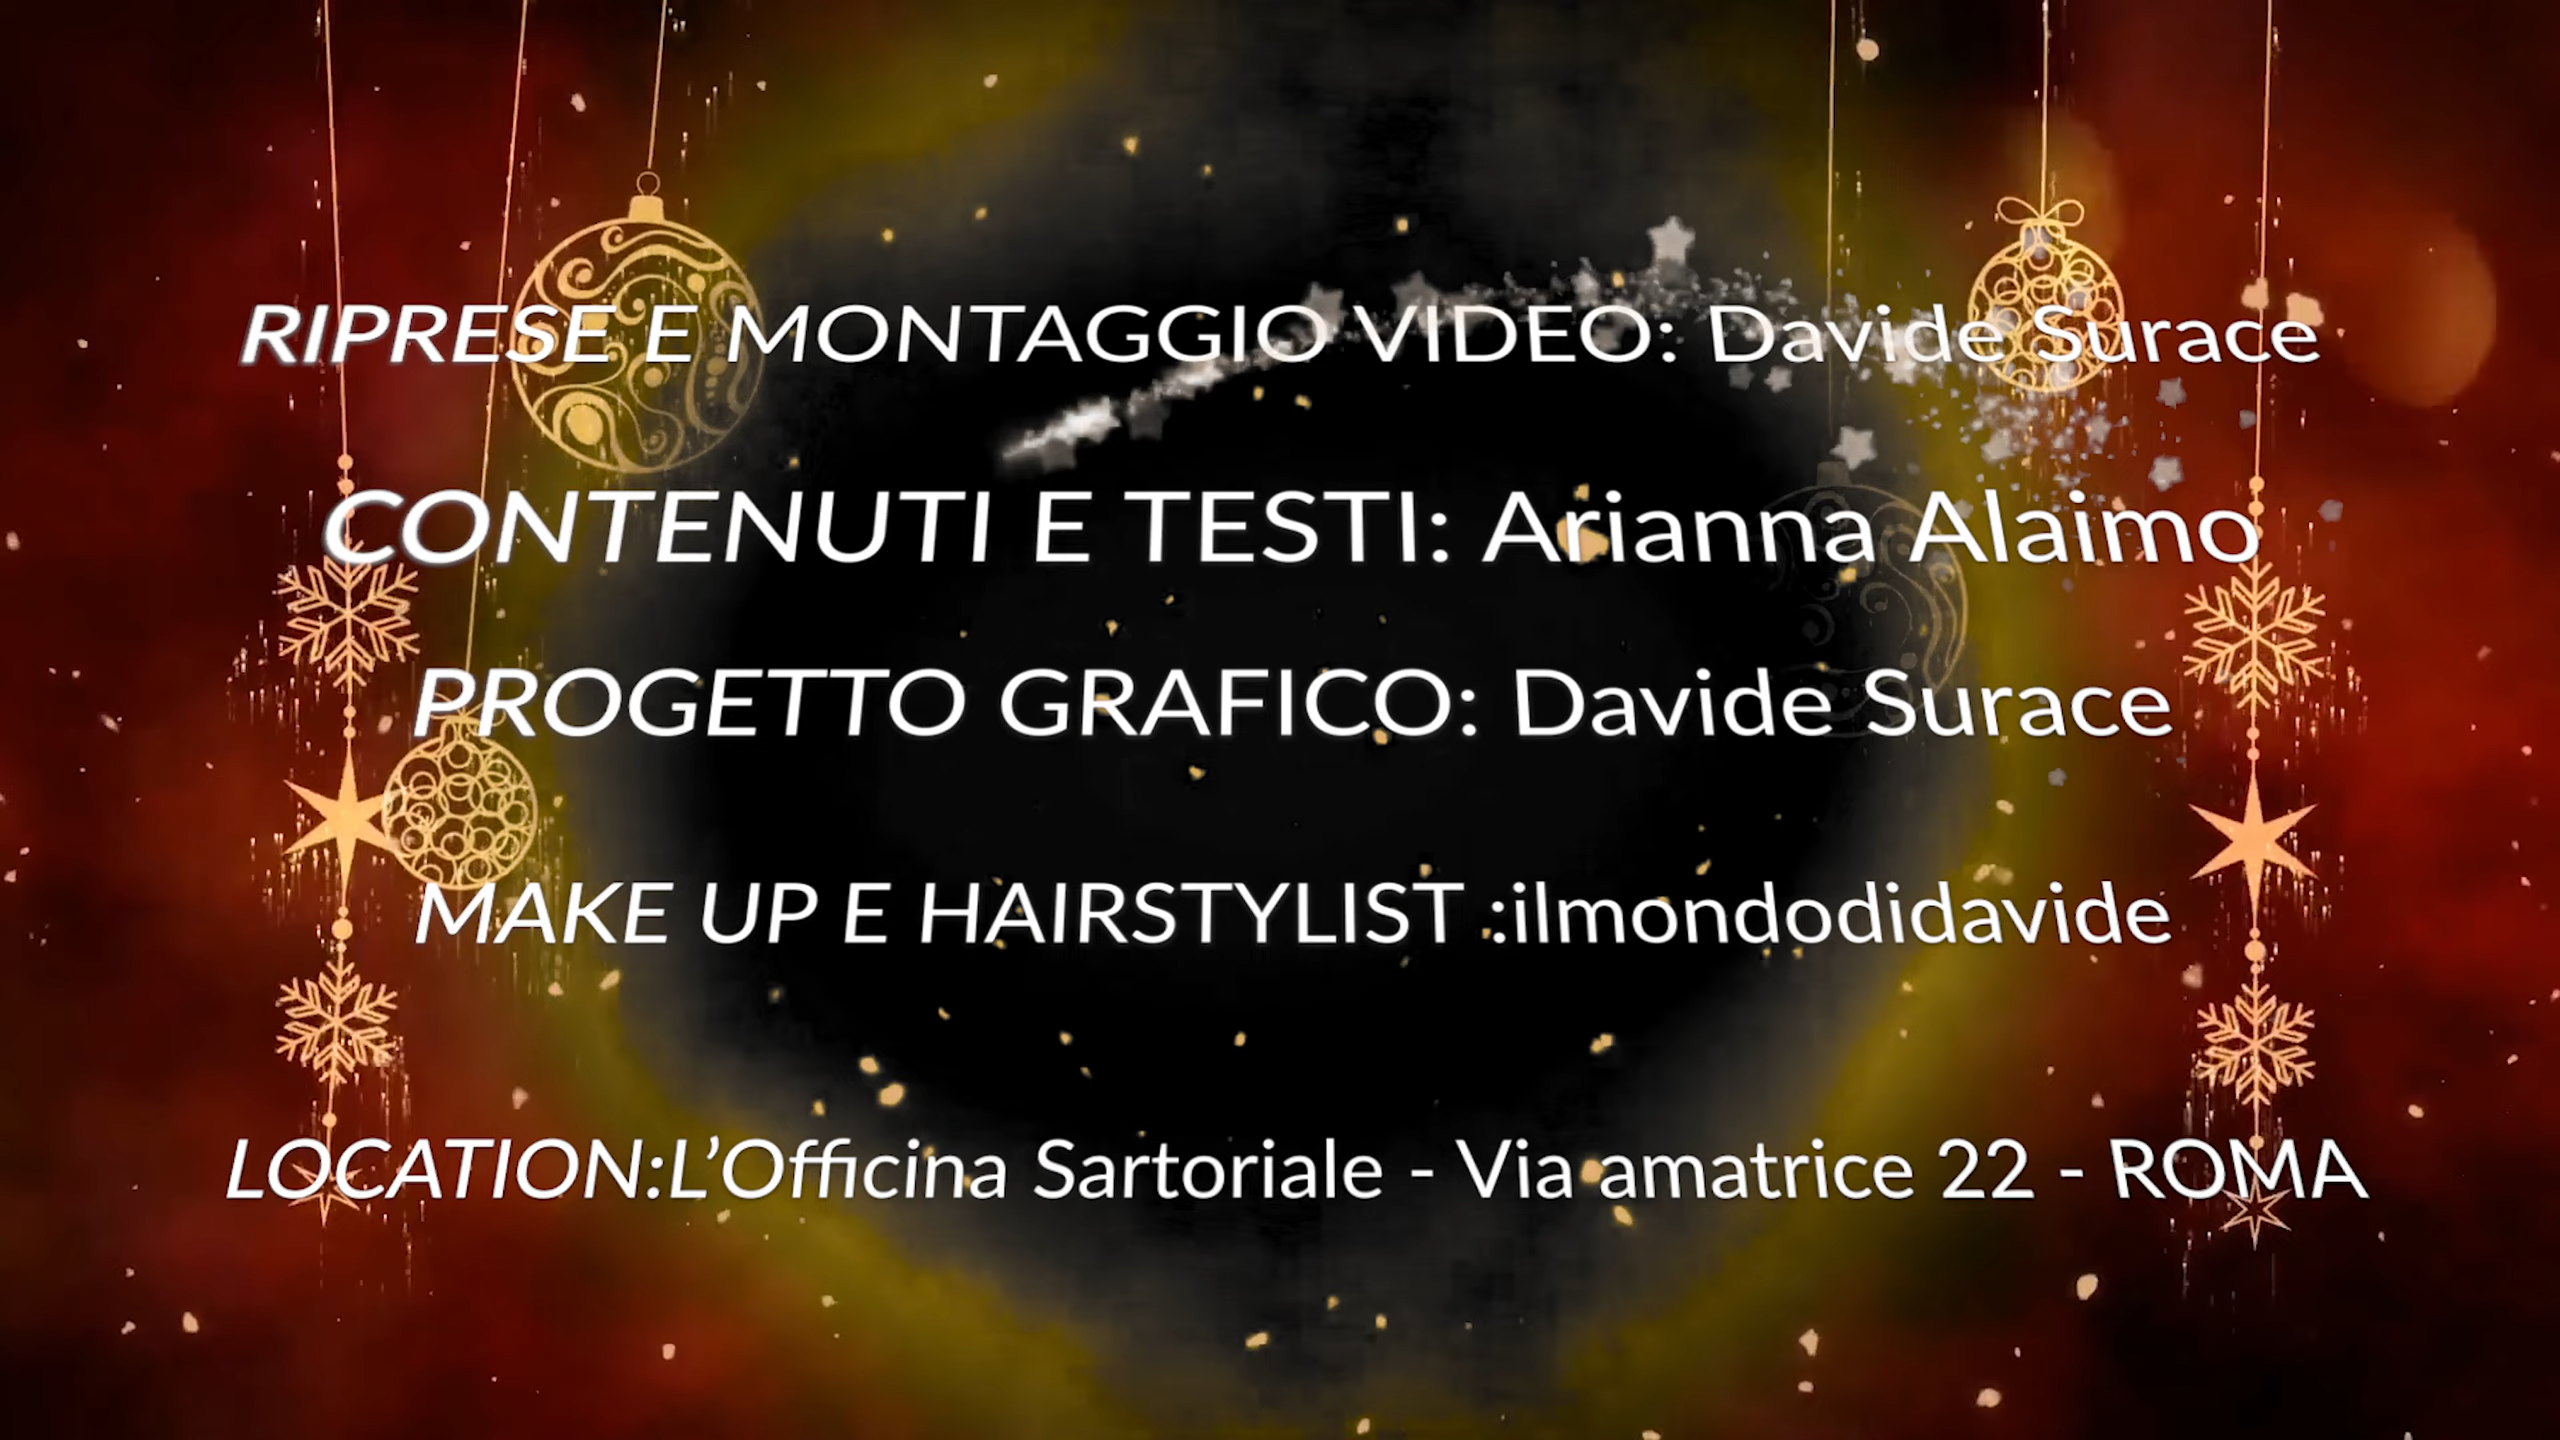 RIPRESE E MONTAGGIO VIDEO: Davide Surace
CONTENUTI E TESTI: Arianna Alaimo
PROGETTO GRAFICO: Davide Surace
MAKE UP E HAIRSTYLIST :ilmondodidavide
LOCATION:L’Officina Sartoriale - Via amatrice 22 - ROMA